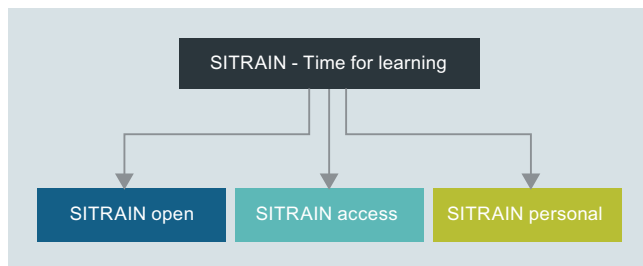 SITRAIN - Time for learning
SITRAIN open
SITRAIN access
SITRAIN personal